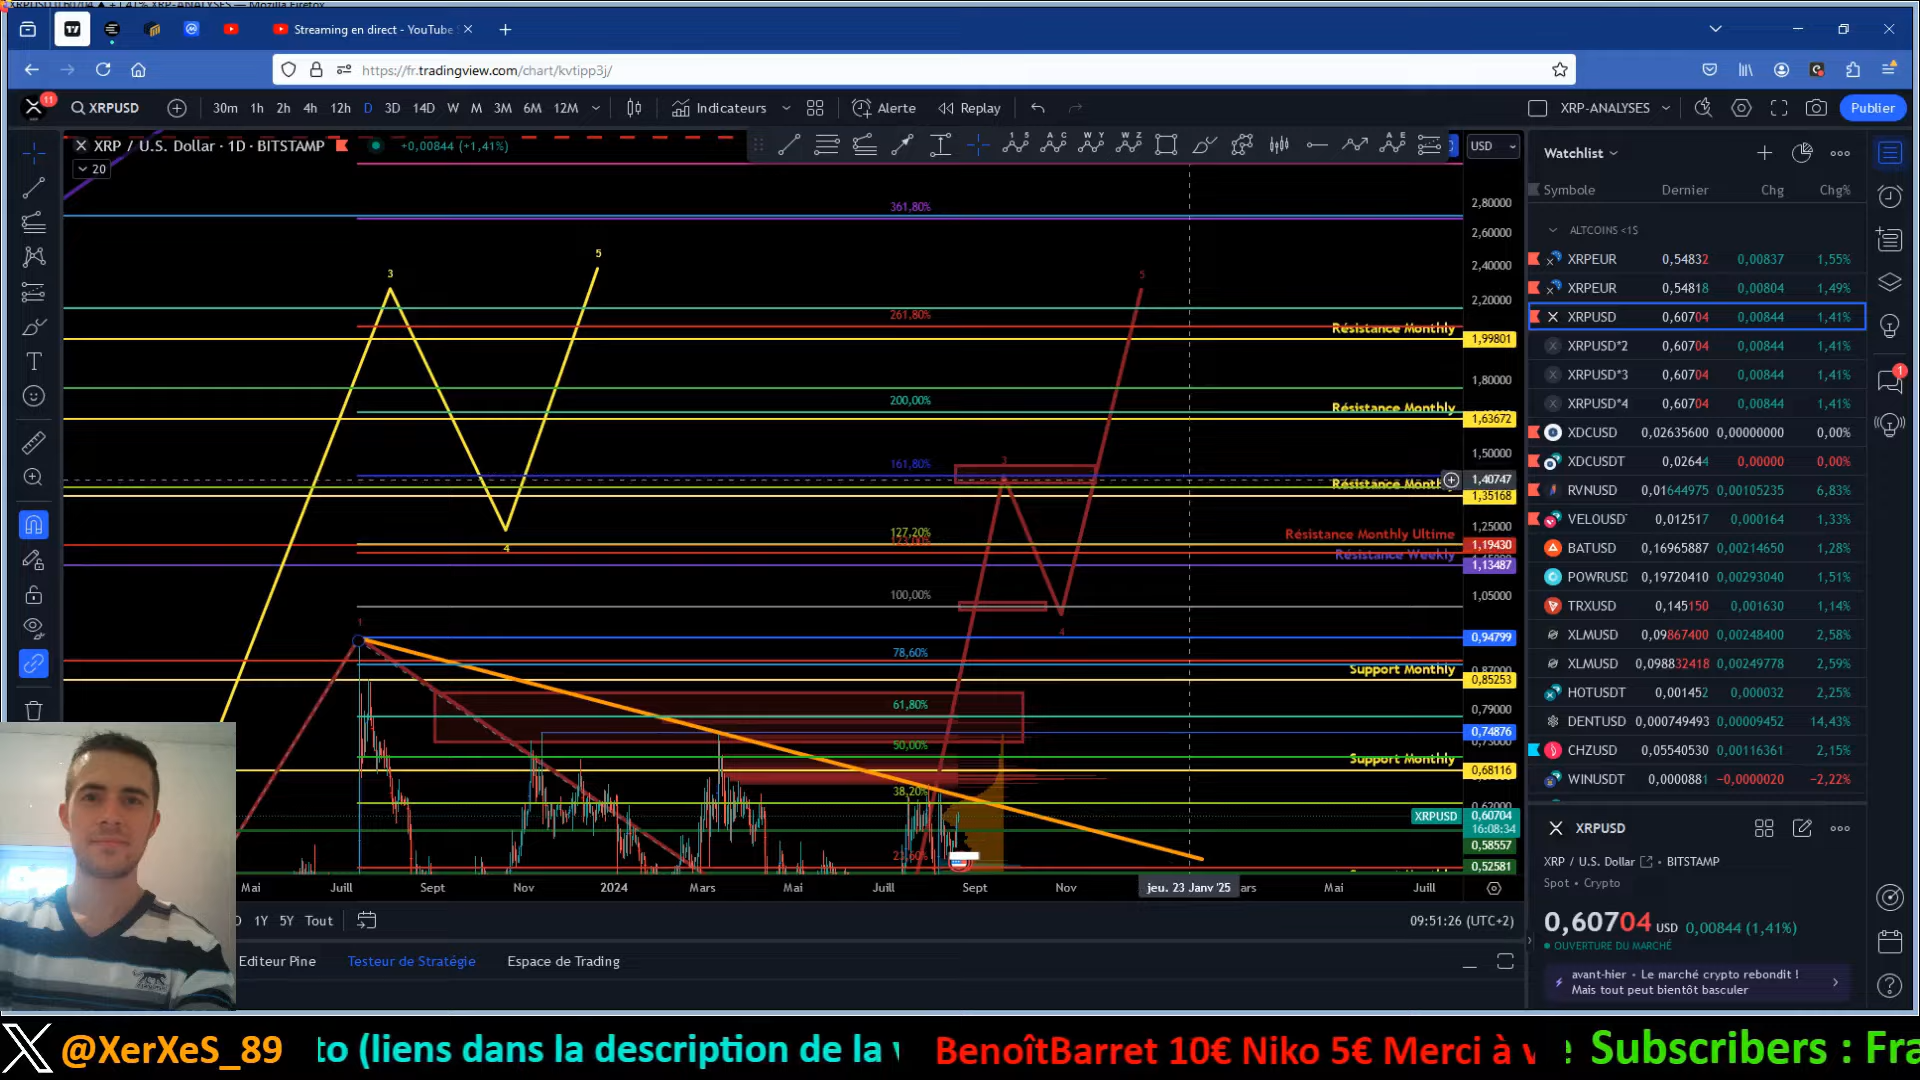 Streaming en direct - YouTube
https://fr.tradingview.com/chart/kvtipp3j/
11
XRPUSD
30m 1h 2h 4h 12h D 3D 14D W M 3M 6M 12M
Indicateurs
Alerte
Replay
XRP-ANALYSES
Publier
XRP / U.S. Dollar · 1D · BITSTAMP
+0,00844 (+1,41%)
20
USD
Watchlist
Symbole Dernier Chg Chg%
ALTCOINS <1$
XRPEUR 0,54832 0,00837 1,55%
XRPEUR 0,54818 0,00804 1,49%
XRPUSD 0,60704 0,00844 1,41%
XRPUSD*2 0,60704 0,00844 1,41%
XRPUSD*3 0,60704 0,00844 1,41%
XRPUSD*4 0,60704 0,00844 1,41%
XDCUSD 0,02635600 0,00000000 0,00%
XDCUSDT 0,02644 0,00000 0,00%
RVNUSD 0,01644975 0,00105235 6,83%
VELOUSDT 0,012517 0,000164 1,33%
BATUSD 0,16965887 0,00214650 1,28%
POWRUSD 0,19720410 0,00293040 1,51%
TRXUSD 0,145150 0,001630 1,14%
XLMUSD 0,09867400 0,00248400 2,58%
XLMUSD 0,098832418 0,00249778 2,59%
HOTUSDT 0,001452 0,000032 2,25%
DENTUSD 0,000749493 0,00009452 14,43%
CHZUSD 0,05540530 0,00116361 2,15%
WINUSDT 0,0000881 −0,0000020 −2,22%
361,80%
261,80%
200,00%
161,80%
127,20%
100,00%
78,60%
61,80%
50,00%
38,20%
23,60%
3
5
4
5
3
4
1
Résistance Monthly
Résistance Monthly
Résistance Monthly
Résistance Monthly Ultime
Résistance Weekly
Support Monthly
Support Monthly
2,80000
2,60000
2,40000
2,20000
1,99801
1,80000
1,63672
1,50000
1,40747
1,35168
1,25000
1,19430
1,13487
1,05000
0,94799
0,85253
0,79000
0,74876
0,68116
XRPUSD 0,60704
16:08:34
0,58557
0,52581
Mai Juill Sept Nov 2024 Mars Mai Juill Sept Nov jeu. 23 Janv '25 Mai Juill
1Y 5Y Tout
09:51:26 (UTC+2)
Editeur Pine Testeur de Stratégie Espace de Trading
XRPUSD
XRP / U.S. Dollar • BITSTAMP
Spot • Crypto
0,60704 USD 0,00844 (1,41%)
OUVERTURE DU MARCHÉ
avant-hier • Le marché crypto rebondit !
Mais tout peut bientôt basculer
1
@XerXeS_89 to (liens dans la description de la BenoîtBarret 10€ Niko 5€ Merci à Subscribers : Fra